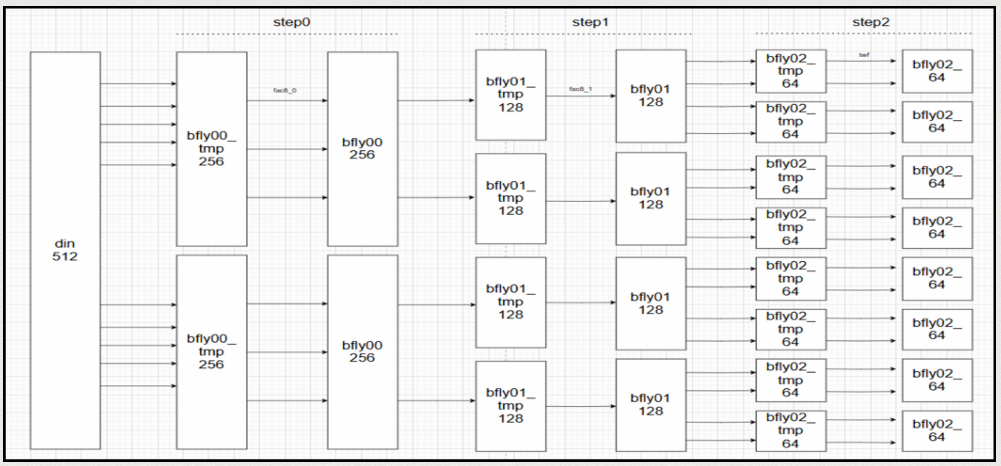 step0
step1
step2
din
512
bfly00_
tmp
256
fac8_0
bfly00
256
bfly00_
tmp
256
bfly00
256
bfly01_
tmp
128
fac8_1
bfly01
128
bfly01_
tmp
128
bfly01
128
bfly01_
tmp
128
bfly01
128
bfly01_
tmp
128
bfly01
128
bfly02_
tmp
64
twf
bfly02_
64
bfly02_
tmp
64
bfly02_
64
bfly02_
tmp
64
bfly02_
64
bfly02_
tmp
64
bfly02_
64
bfly02_
tmp
64
bfly02_
64
bfly02_
tmp
64
bfly02_
64
bfly02_
tmp
64
bfly02_
64
bfly02_
tmp
64
bfly02_
64